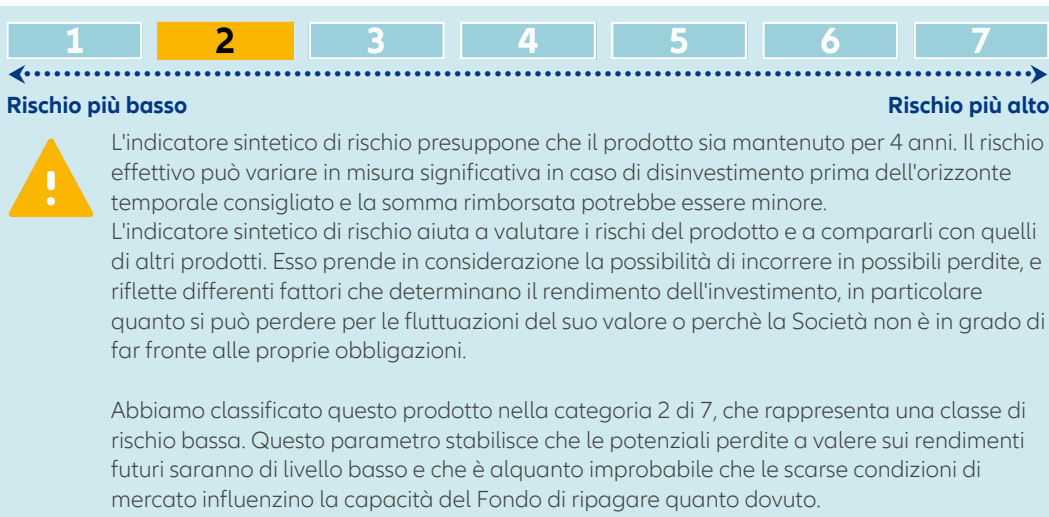 1 2 3 4 5 6 7
Rischio più basso Rischio più alto
L'indicatore sintetico di rischio presuppone che il prodotto sia mantenuto per 4 anni. Il rischio
effettivo può variare in misura significativa in caso di disinvestimento prima dell'orizzonte
temporale consigliato e la somma rimborsata potrebbe essere minore.
L'indicatore sintetico di rischio aiuta a valutare i rischi del prodotto e a compararli con quelli
di altri prodotti. Esso prende in considerazione la possibilità di incorrere in possibili perdite, e
riflette differenti fattori che determinano il rendimento dell'investimento, in particolare
quanto si può perdere per le fluttuazioni del suo valore o perchè la Società non è in grado di
far fronte alle proprie obbligazioni.
Abbiamo classificato questo prodotto nella categoria 2 di 7, che rappresenta una classe di
rischio bassa. Questo parametro stabilisce che le potenziali perdite a valere sui rendimenti
futuri saranno di livello basso e che è alquanto improbabile che le scarse condizioni di
mercato influenzino la capacità del Fondo di ripagare quanto dovuto.